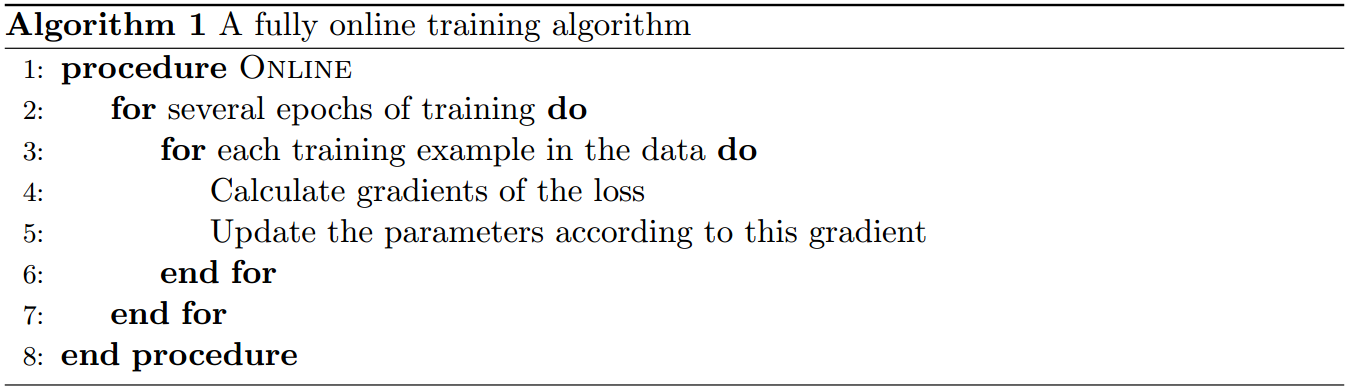 Algorithm 1 A fully online training algorithm
1: procedure ONLINE
2: for several epochs of training do
3: for each training example in the data do
4: Calculate gradients of the loss
5: Update the parameters according to this gradient
6: end for
7: end for
8: end procedure